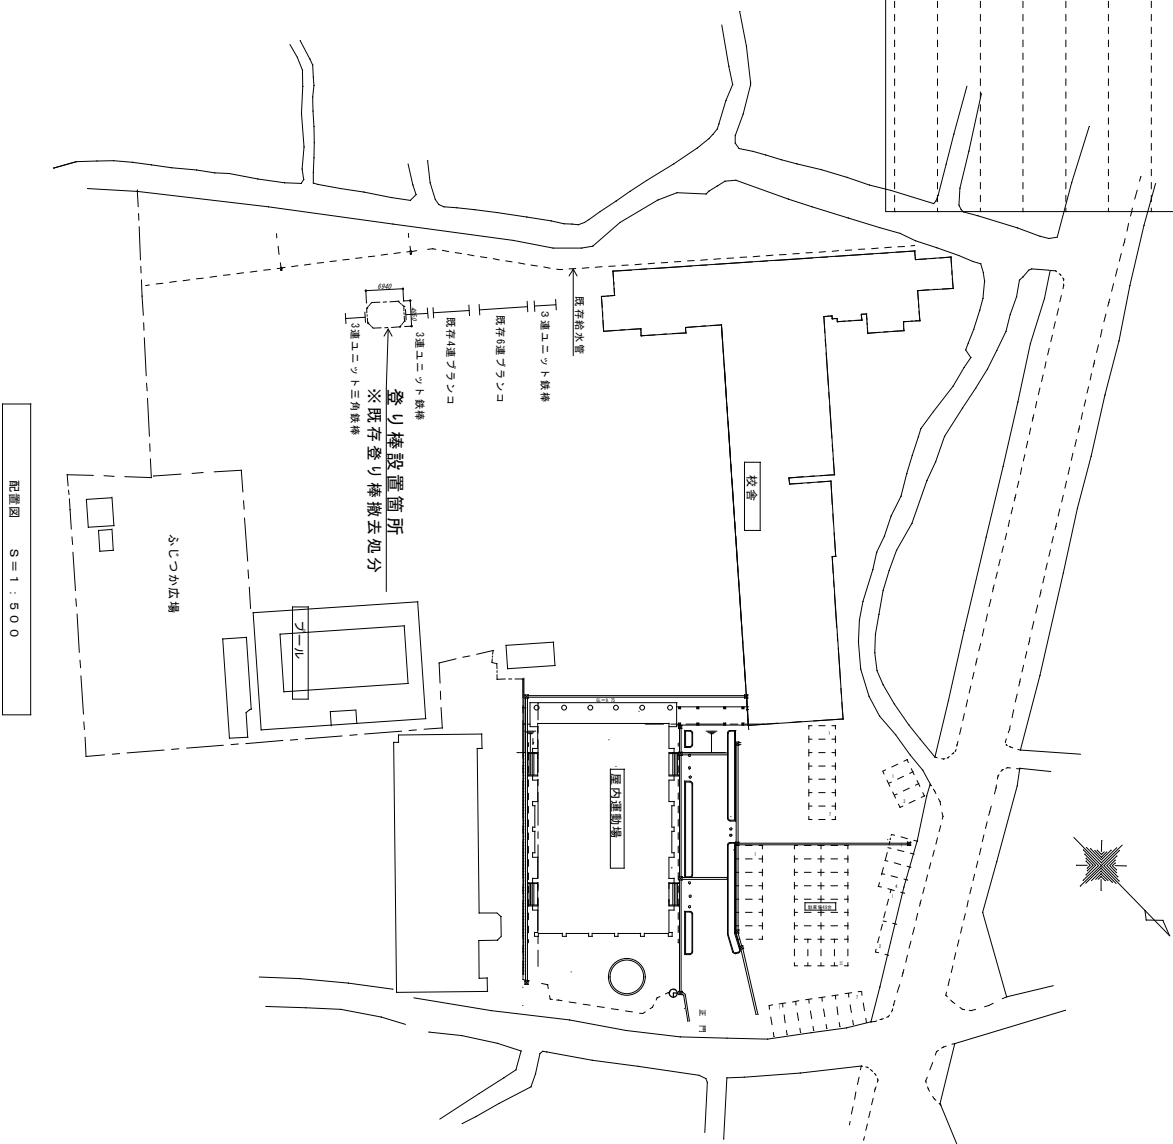 配置図　S＝1：500
6940
3連ユニット三角鉄棒
3連ユニット鉄棒
既存4連ブランコ
既存6連ブランコ
3連ユニット鉄棒
既存給水管
登り棒設置箇所
※既存登り棒撤去処分
校舎
ふじつか広場
プール
屋内運動場
正門